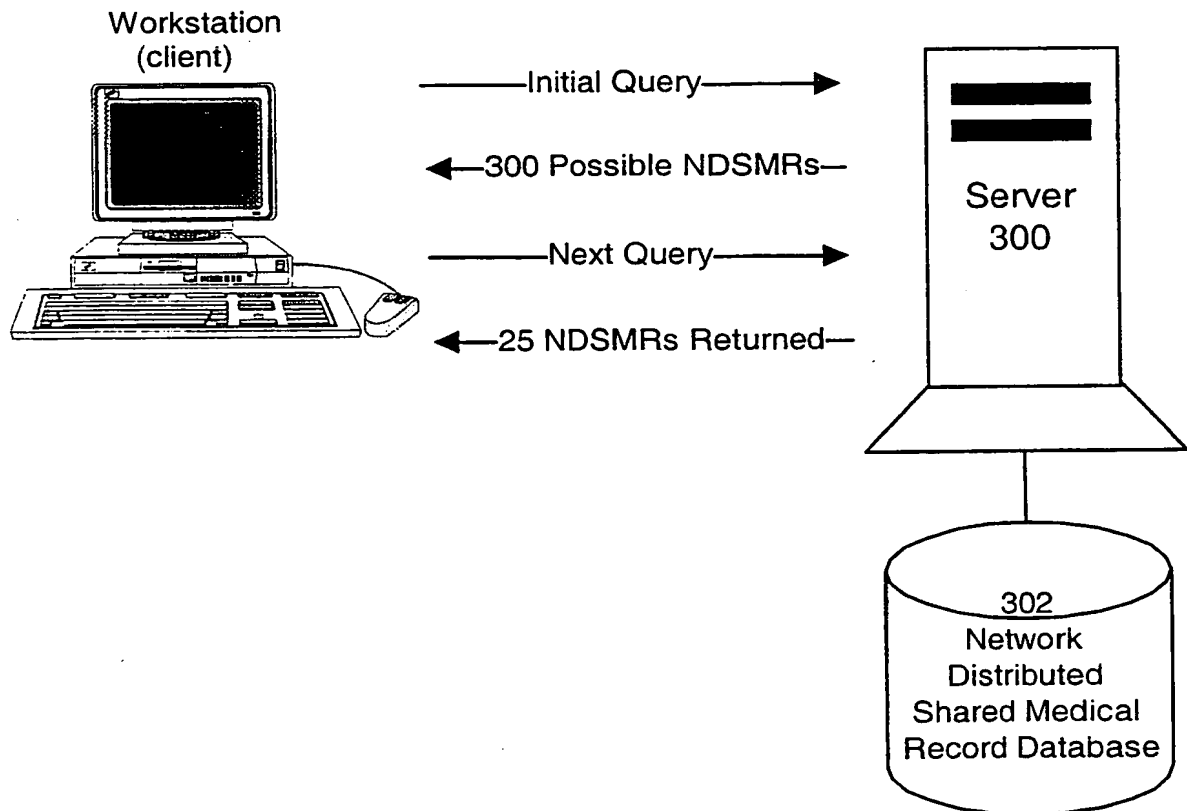 Workstation
(client)
Initial Query
300 Possible NDSMRs
Next Query
25 NDSMRs Returned
Server
300
302
Network
Distributed
Shared Medical
Record Database